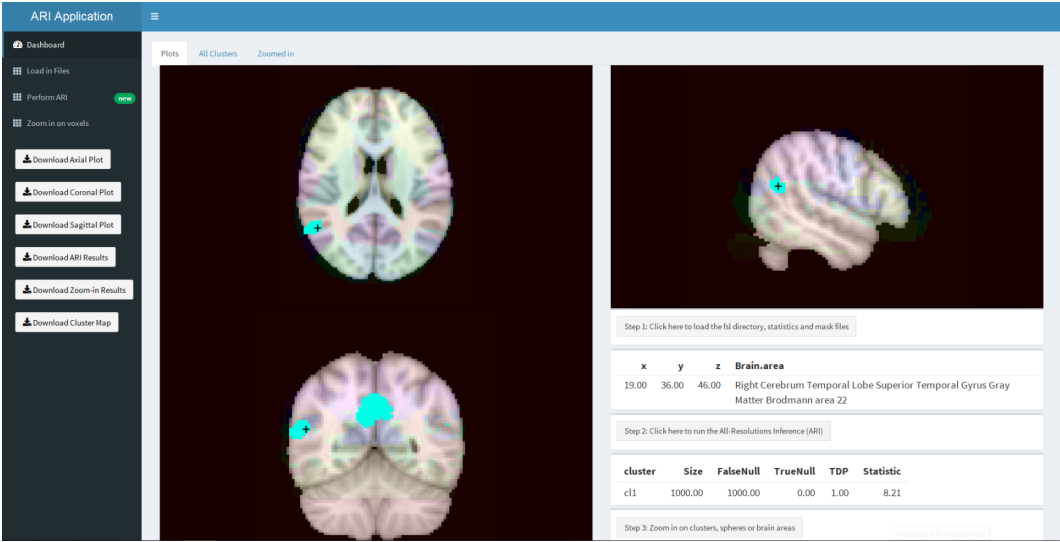 ARI Application
Dashboard
Load in Files
Perform ARI new
Zoom in on voxels
Download Axial Plot
Download Coronal Plot
Download Sagittal Plot
Download ARI Results
Download Zoom-in Results
Download Cluster Map
Plots All Clusters Zoomed in
Step 1: Click here to load the fsl directory, statistics and mask files
x y z Brain.area
19.00 36.00 46.00 Right Cerebrum Temporal Lobe Superior Temporal Gyrus Gray
Matter Brodmann area 22
Step 2: Click here to run the All-Resolutions Inference (ARI)
cluster Size FalseNull TrueNull TDP Statistic
cl1 1000.00 1000.00 0.00 1.00 8.21
Step 3: Zoom in on clusters, spheres or brain areas